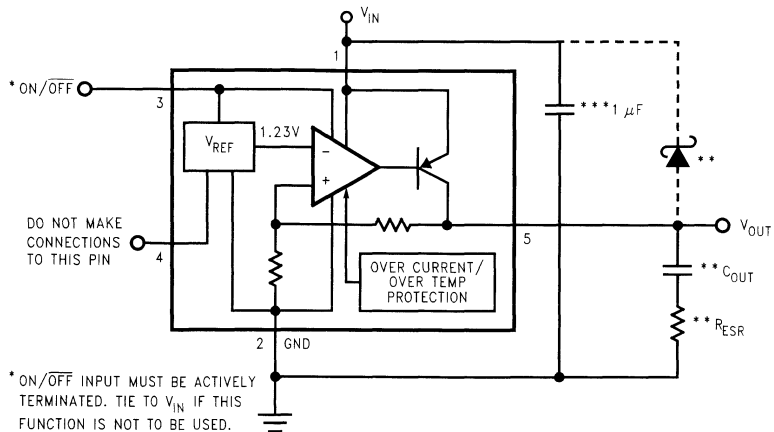 V_IN
1
* ON/O̅F̅F̅
3
***1 μF
V_REF
1.23V
−
+
**
DO NOT MAKE
CONNECTIONS
TO THIS PIN
4
5
V_OUT
OVER CURRENT/
OVER TEMP
PROTECTION
**C_OUT
**R_ESR
2 GND
* ON/O̅F̅F̅ INPUT MUST BE ACTIVELY
TERMINATED. TIE TO V_IN IF THIS
FUNCTION IS NOT TO BE USED.